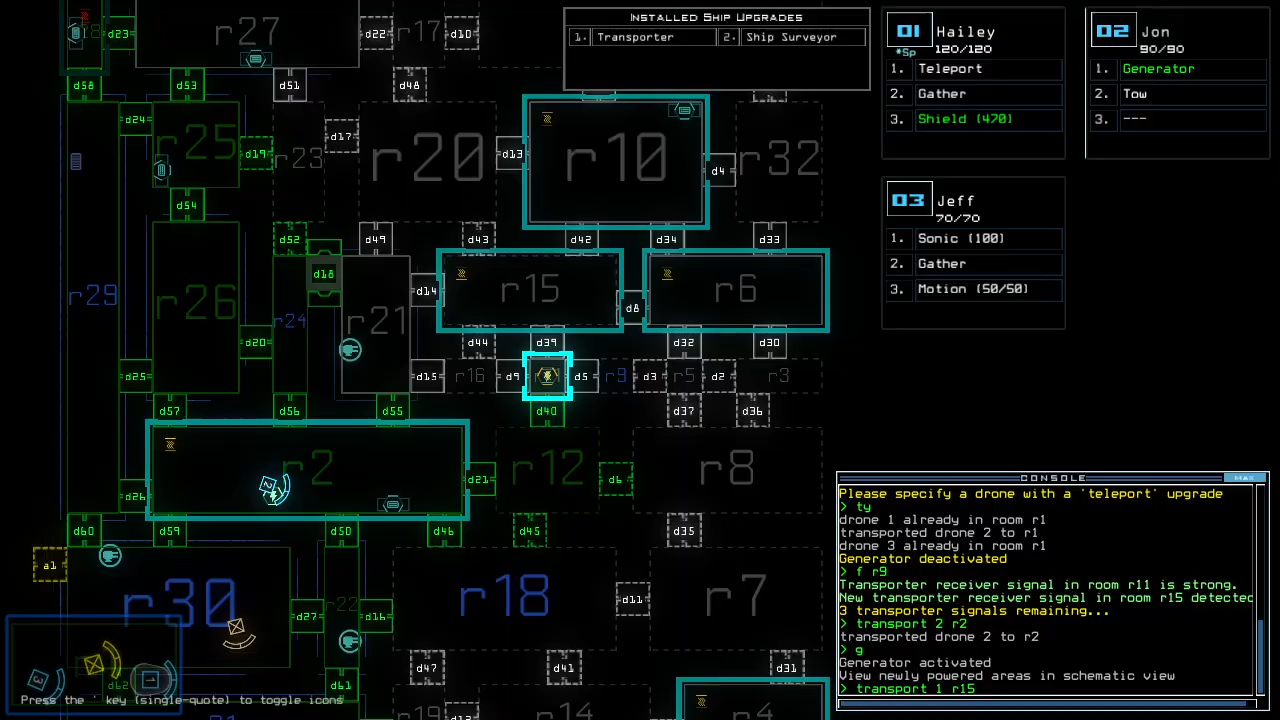 INSTALLED SHIP UPGRADES
1. Transporter 2. Ship Surveyor
01 Hailey
*Sp 120/120
1. Teleport
2. Gather
3. Shield (470)
02 Jon
90/90
1. Generator
2. Tow
3. ---
03 Jeff
70/70
1. Sonic (100)
2. Gather
3. Motion (50/50)
d23 r27 d22 r17 d10
d58 d53 d51 d48
d24 r25 d19 r23 d17 r20 d13 r10 d4 r32
d54
d52 d49 d43 d42 d34 d33
r29 r26 d18 r24 r21 d14 r15 d8 r6
d20 d44 d39 d32 d30
d25 d15 r16 d9 d5 r9 d3 r5 d2 r3
d57 d56 d55 d40 d37 d36
r2 d21 r12 d6 r8
d26
d60 d59 d50 d46 d45 d35
a1 r30 d27 r22 d16 r18 d11 r7
d62 d61 d47 d41 d31
r19 r14 r4
2
3 1
Press the ' key (single-quote) to toggle icons
CONSOLE MAX
Please specify a drone with a 'teleport' upgrade
> ty
drone 1 already in room r1
transported drone 2 to r1
drone 3 already in room r1
Generator deactivated
> f r9
Transporter receiver signal in room r11 is strong.
New transporter receiver signal in room r15 detected
3 transporter signals remaining...
> transport 2 r2
transported drone 2 to r2
> g
Generator activated
View newly powered areas in schematic view
> transport 1 r15